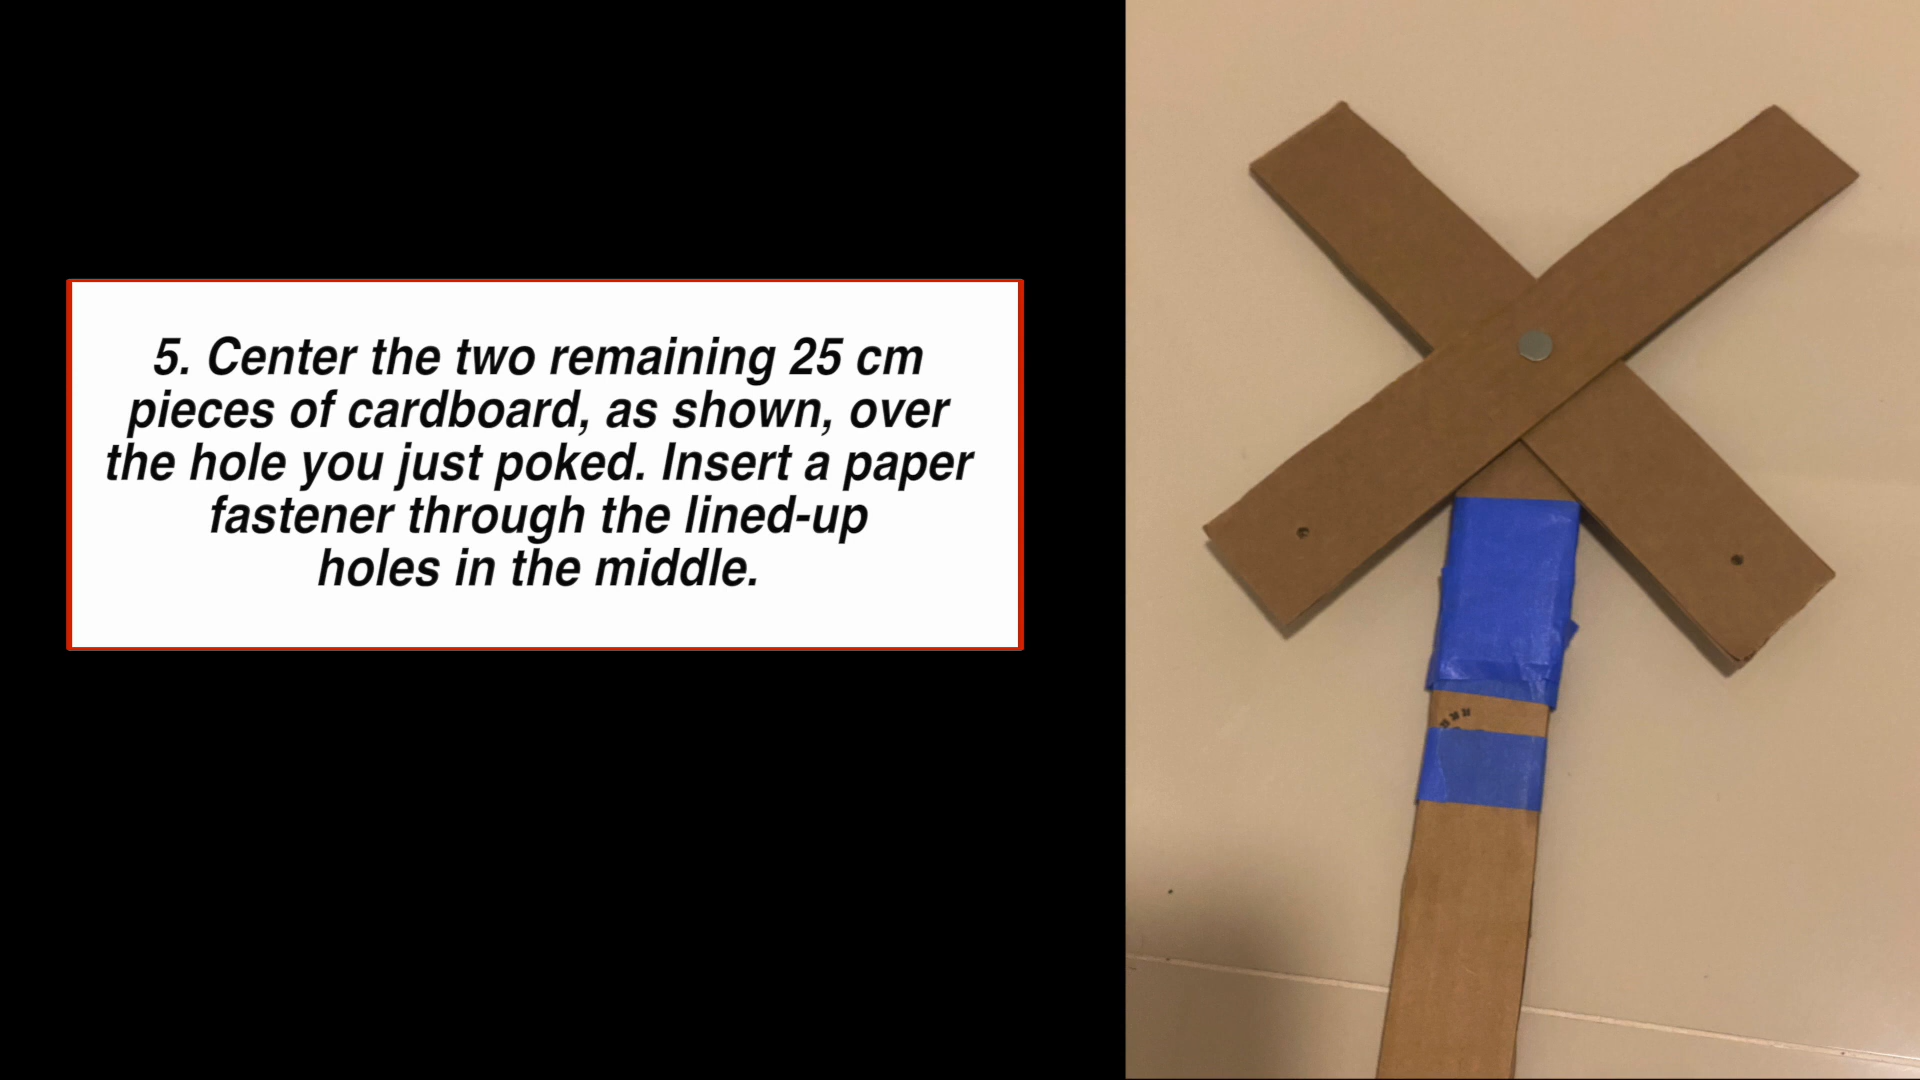 5. Center the two remaining 25 cm
pieces of cardboard, as shown, over
the hole you just poked. Insert a paper
fastener through the lined-up
holes in the middle.